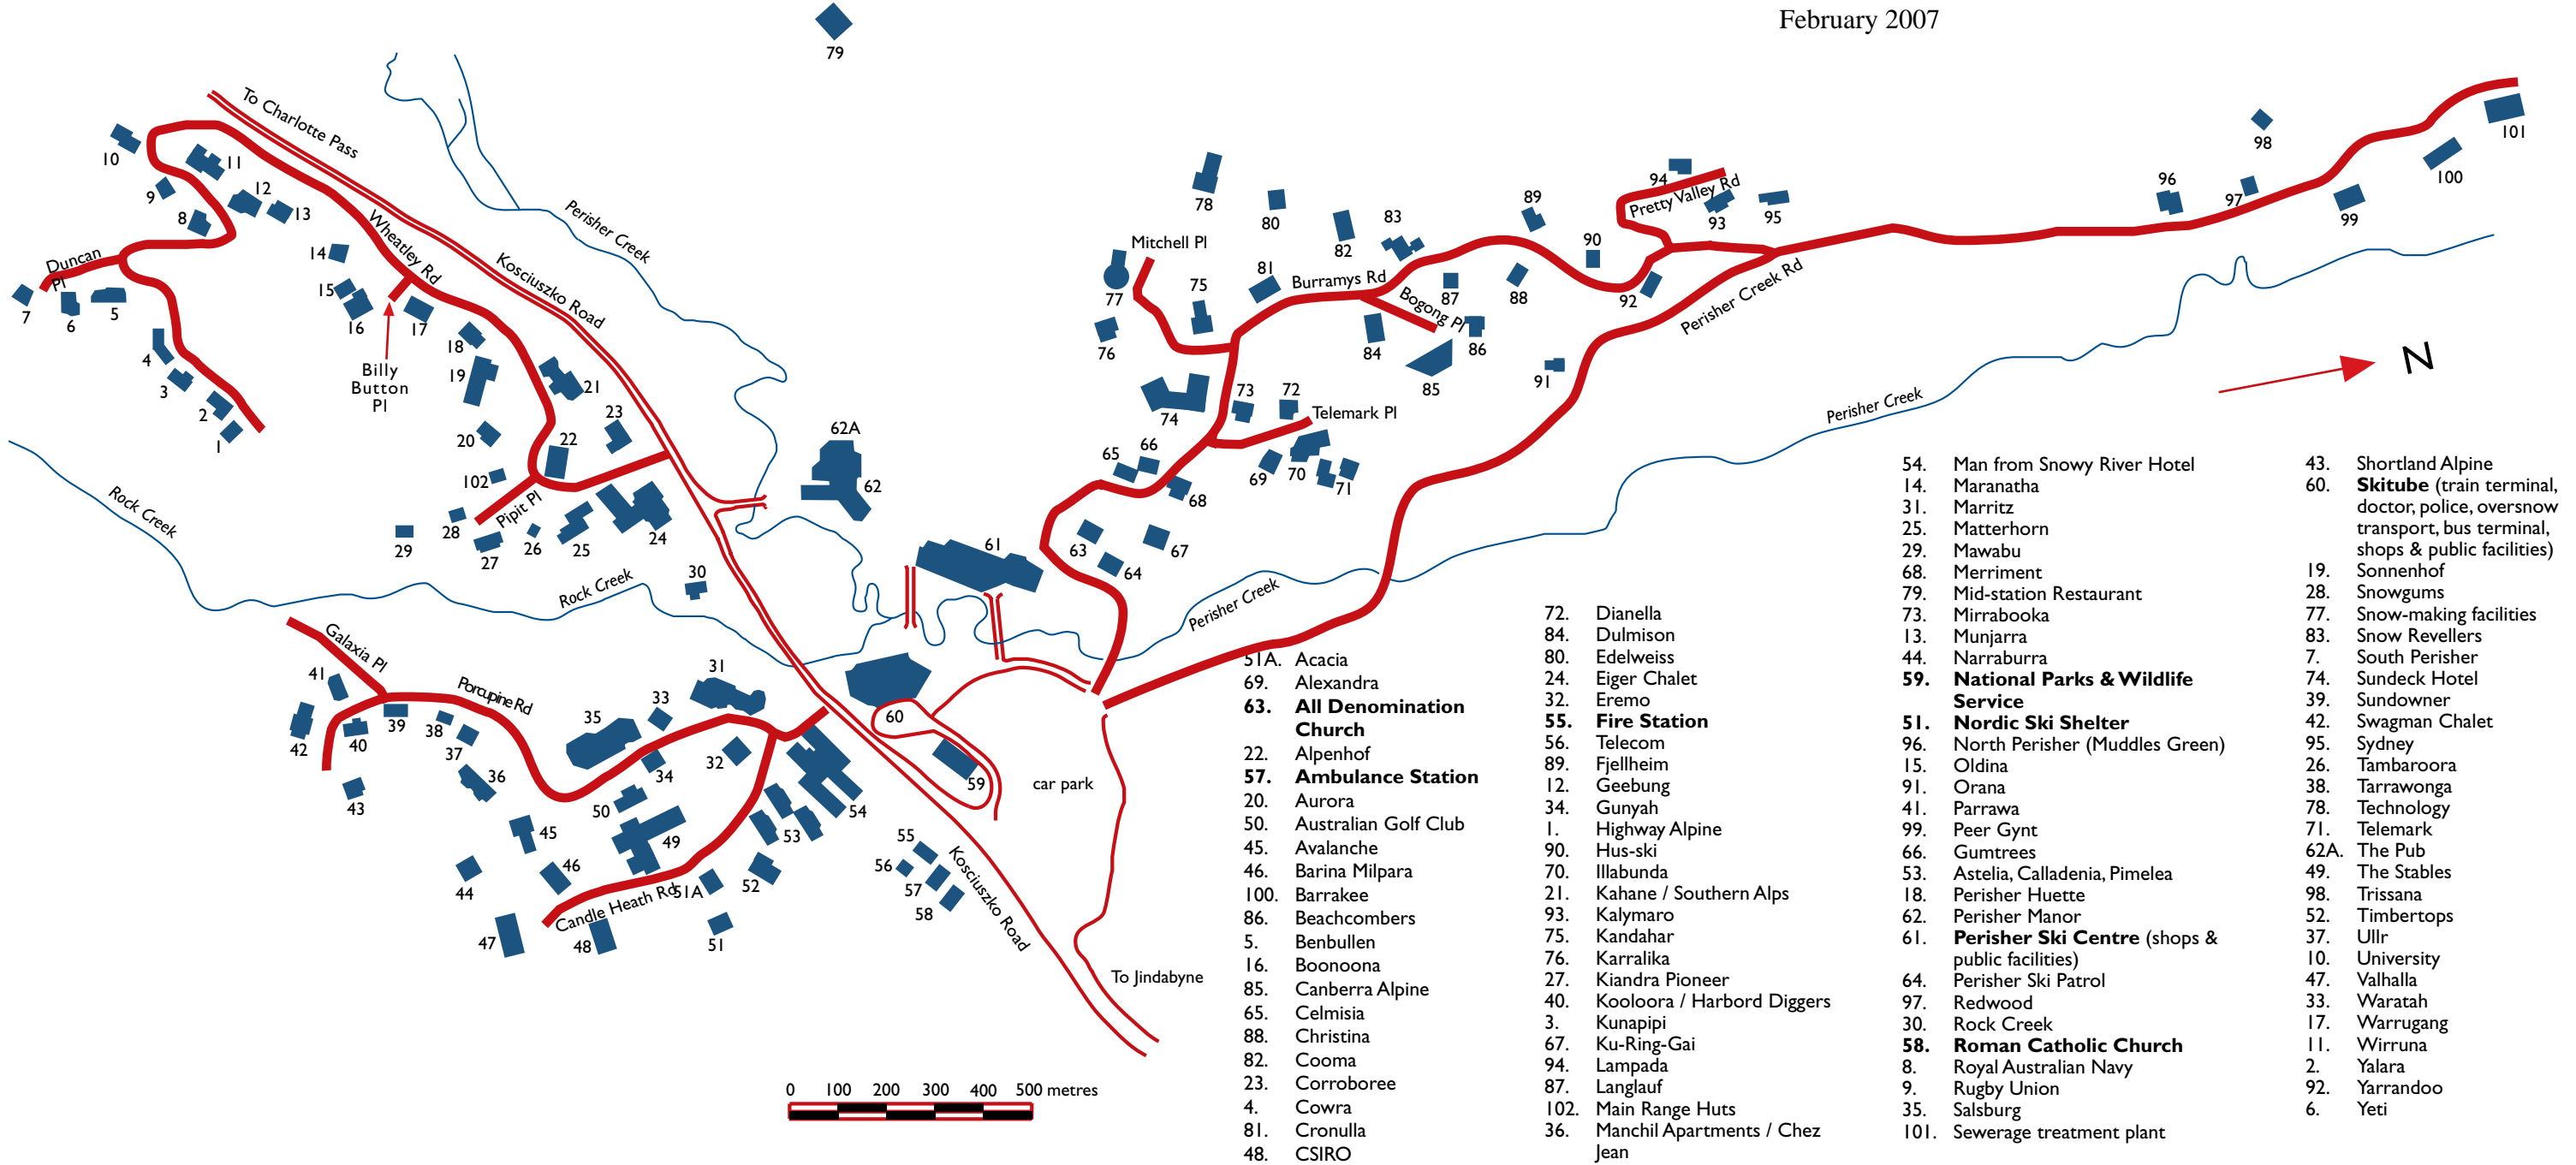 February 2007
79
To Charlotte Pass
10
11
9
12
13
8
Wheatley Rd
Perisher Creek
14
Duncan
Pl
Kosciuszko Road
7
6
5
15
16
17
18
4
Billy
Button
Pl
19
21
3
2
1
20
22
23
102
Pipit Pl
Rock Creek
29
28
27
26
25
24
Rock Creek
30
62A
62
61
Galaxia Pl
Porcupine Rd
41
42
40
39
38
37
36
43
35
33
31
34
32
50
49
45
44
46
47
48
Candle Heath Rd
51A
51
52
53
54
60
59
car park
55
56
57
58
Kosciuszko Road
To Jindabyne
0 100 200 300 400 500 metres
78
80
82
83
89
94
Pretty Valley Rd
93
95
90
96
97
98
99
100
101
Mitchell Pl
77
76
75
81
Burramys Rd
Bogong Pl
87
88
92
84
85
86
91
Perisher Creek Rd
N
Perisher Creek
74
73
72
Telemark Pl
65
66
69
70
71
68
63
64
67
Perisher Creek
51A. Acacia
69. Alexandra
63. All Denomination
Church
22. Alpenhof
57. Ambulance Station
20. Aurora
50. Australian Golf Club
45. Avalanche
46. Barina Milpara
100. Barrakee
86. Beachcombers
5. Benbullen
16. Boonoona
85. Canberra Alpine
65. Celmisia
88. Christina
82. Cooma
23. Corroboree
4. Cowra
81. Cronulla
48. CSIRO
72. Dianella
84. Dulmison
80. Edelweiss
24. Eiger Chalet
32. Eremo
55. Fire Station
56. Telecom
89. Fjellheim
12. Geebung
34. Gunyah
1. Highway Alpine
90. Hus-ski
70. Illabunda
21. Kahane / Southern Alps
93. Kalymaro
75. Kandahar
76. Karralika
27. Kiandra Pioneer
40. Kooloora / Harbord Diggers
3. Kunapipi
67. Ku-Ring-Gai
94. Lampada
87. Langlauf
102. Main Range Huts
36. Manchil Apartments / Chez
Jean
54. Man from Snowy River Hotel
14. Maranatha
31. Marritz
25. Matterhorn
29. Mawabu
68. Merriment
79. Mid-station Restaurant
73. Mirrabooka
13. Munjarra
44. Narraburra
59. National Parks & Wildlife
Service
51. Nordic Ski Shelter
96. North Perisher (Muddles Green)
15. Oldina
91. Orana
41. Parrawa
99. Peer Gynt
66. Gumtrees
53. Astelia, Calladenia, Pimelea
18. Perisher Huette
62. Perisher Manor
61. Perisher Ski Centre (shops &
public facilities)
64. Perisher Ski Patrol
97. Redwood
30. Rock Creek
58. Roman Catholic Church
8. Royal Australian Navy
9. Rugby Union
35. Salsburg
101. Sewerage treatment plant
43. Shortland Alpine
60. Skitube (train terminal,
doctor, police, oversnow
transport, bus terminal,
shops & public facilities)
19. Sonnenhof
28. Snowgums
77. Snow-making facilities
83. Snow Revellers
7. South Perisher
74. Sundeck Hotel
39. Sundowner
42. Swagman Chalet
95. Sydney
26. Tambaroora
38. Tarrawonga
78. Technology
71. Telemark
62A. The Pub
49. The Stables
98. Trissana
52. Timbertops
37. Ullr
10. University
47. Valhalla
33. Waratah
17. Warrugang
11. Wirruna
2. Yalara
92. Yarrandoo
6. Yeti